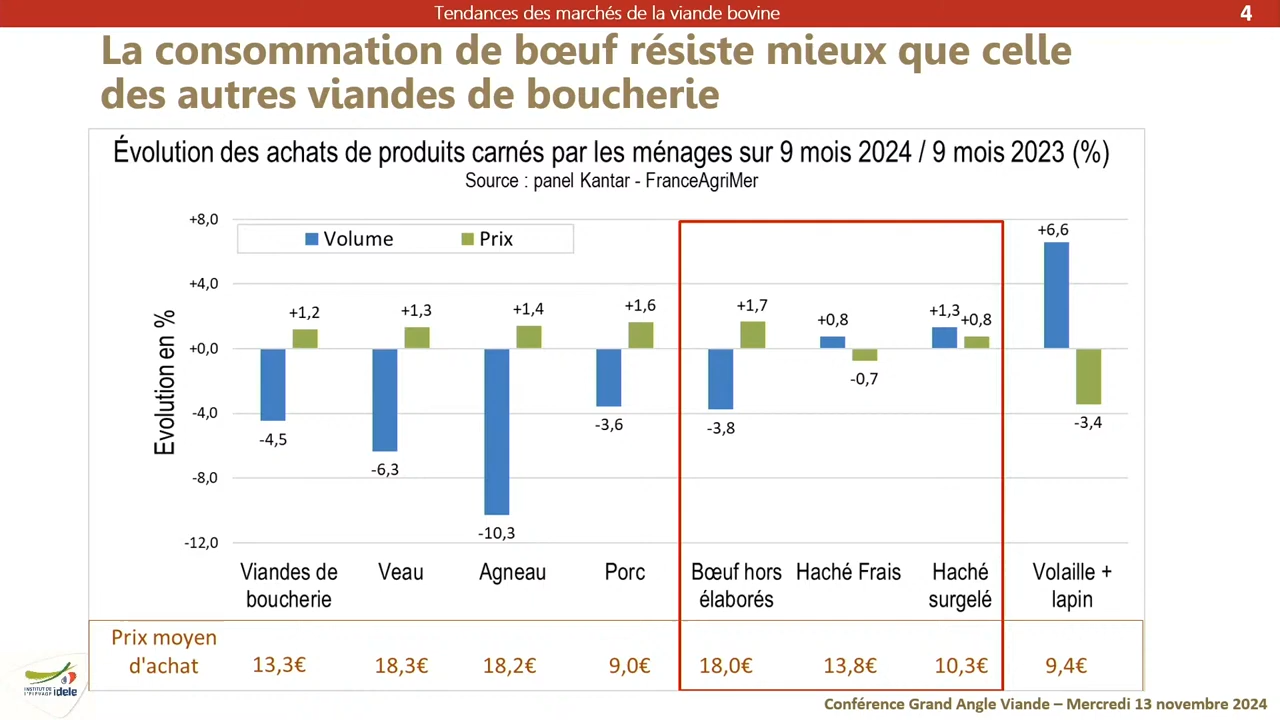 Tendances des marchés de la viande bovine
4
La consommation de bœuf résiste mieux que celle
des autres viandes de boucherie
Évolution des achats de produits carnés par les ménages sur 9 mois 2024 / 9 mois 2023 (%)
Source : panel Kantar - FranceAgriMer
Volume
Prix
Evolution en %
+8,0
+4,0
+0,0
-4,0
-8,0
-12,0
-4,5
+1,2
-6,3
+1,3
-10,3
+1,4
-3,6
+1,6
-3,8
+1,7
+0,8
-0,7
+1,3
+0,8
+6,6
-3,4
Viandes de
boucherie
Veau
Agneau
Porc
Bœuf hors
élaborés
Haché Frais
Haché
surgelé
Volaille +
lapin
Prix moyen
d'achat
13,3€
18,3€
18,2€
9,0€
18,0€
13,8€
10,3€
9,4€
INSTITUT DE
L'ELEVAGE idele
Conférence Grand Angle Viande – Mercredi 13 novembre 2024